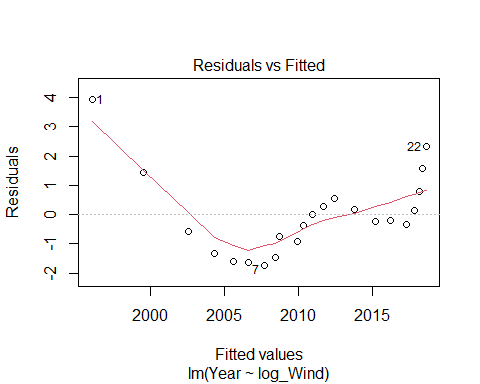 Residuals vs Fitted
Residuals
4
3
2
1
0
-1
-2
1
22
7
2000 2005 2010 2015
Fitted values
lm(Year ~ log_Wind)